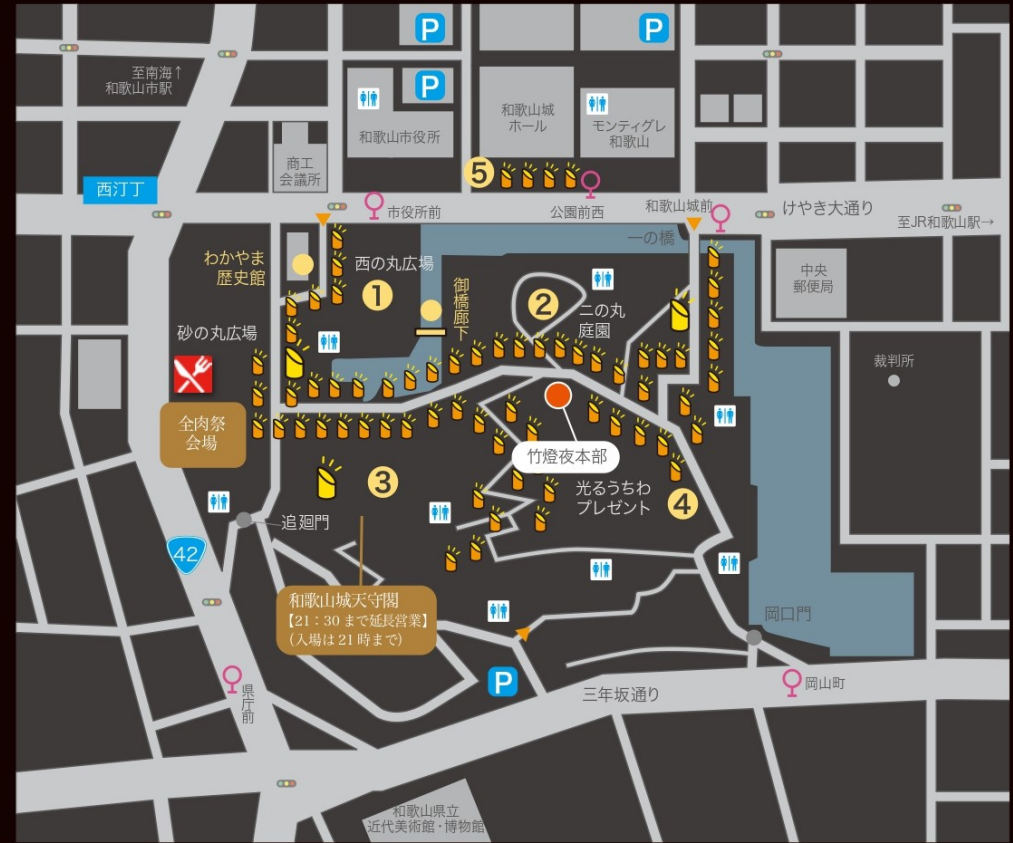 P
P
P
至南海↑
和歌山市駅
和歌山市役所
和歌山城
ホール
モンティグレ
和歌山
商工
会議所
西汀丁
5
市役所前
公園前西
和歌山城前
けやき大通り
至JR和歌山駅→
一の橋
わかやま
歴史館
西の丸広場
1
御橋廊下
2
二の丸
庭園
中央
郵便局
砂の丸広場
裁判所
全肉祭
会場
竹燈夜本部
3
光るうちわ
プレゼント
4
追廻門
42
和歌山城天守閣
【21:30まで延長営業】
(入場は21時まで)
岡口門
P
県庁前
三年坂通り
岡山町
和歌山県立
近代美術館・博物館